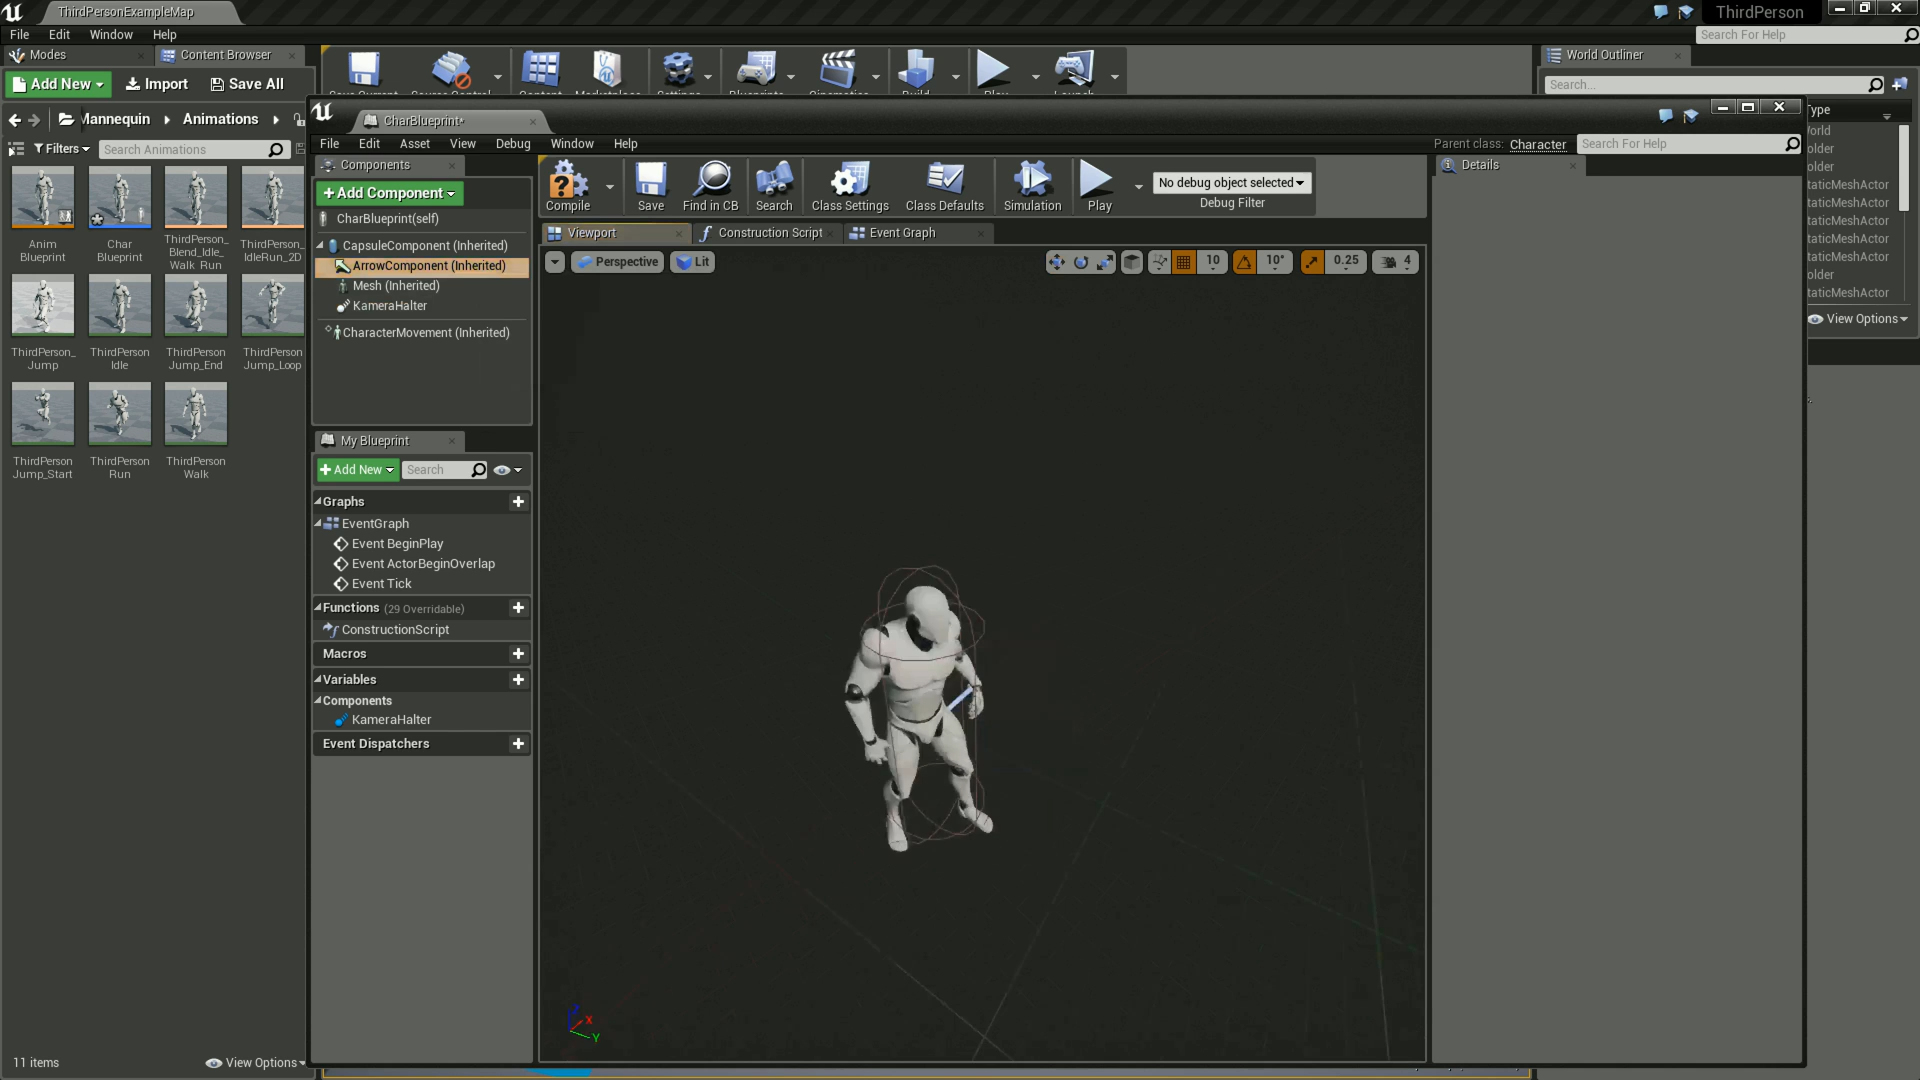 ThirdPersonExampleMap
ThirdPerson
File Edit Window Help
Search For Help
Modes
Content Browser
World Outliner
Add New
Import
Save All
Search...
Mannequin
Animations
Filters
Search Animations
Anim
Blueprint
Char
Blueprint
ThirdPerson_
Blend_Idle_
Walk_Run
ThirdPerson_
IdleRun_2D
ThirdPerson_
Jump
ThirdPerson
Idle
ThirdPerson
Jump_End
ThirdPerson
Jump_Loop
ThirdPerson
Jump_Start
ThirdPerson
Run
ThirdPerson
Walk
11 items
View Options
CharBlueprint*
File Edit Asset View Debug Window Help
Parent class: Character
Search For Help
Components
Add Component
CharBlueprint(self)
CapsuleComponent (Inherited)
ArrowComponent (Inherited)
Mesh (Inherited)
KameraHalter
CharacterMovement (Inherited)
My Blueprint
Add New
Search
Graphs
EventGraph
Event BeginPlay
Event ActorBeginOverlap
Event Tick
Functions (29 Overridable)
ConstructionScript
Macros
Variables
Components
KameraHalter
Event Dispatchers
Compile
Save
Find in CB
Search
Class Settings
Class Defaults
Simulation
Play
No debug object selected
Debug Filter
Viewport
Construction Script
Event Graph
Perspective
Lit
10
10°
0.25
4
X
Y
Details
View Options